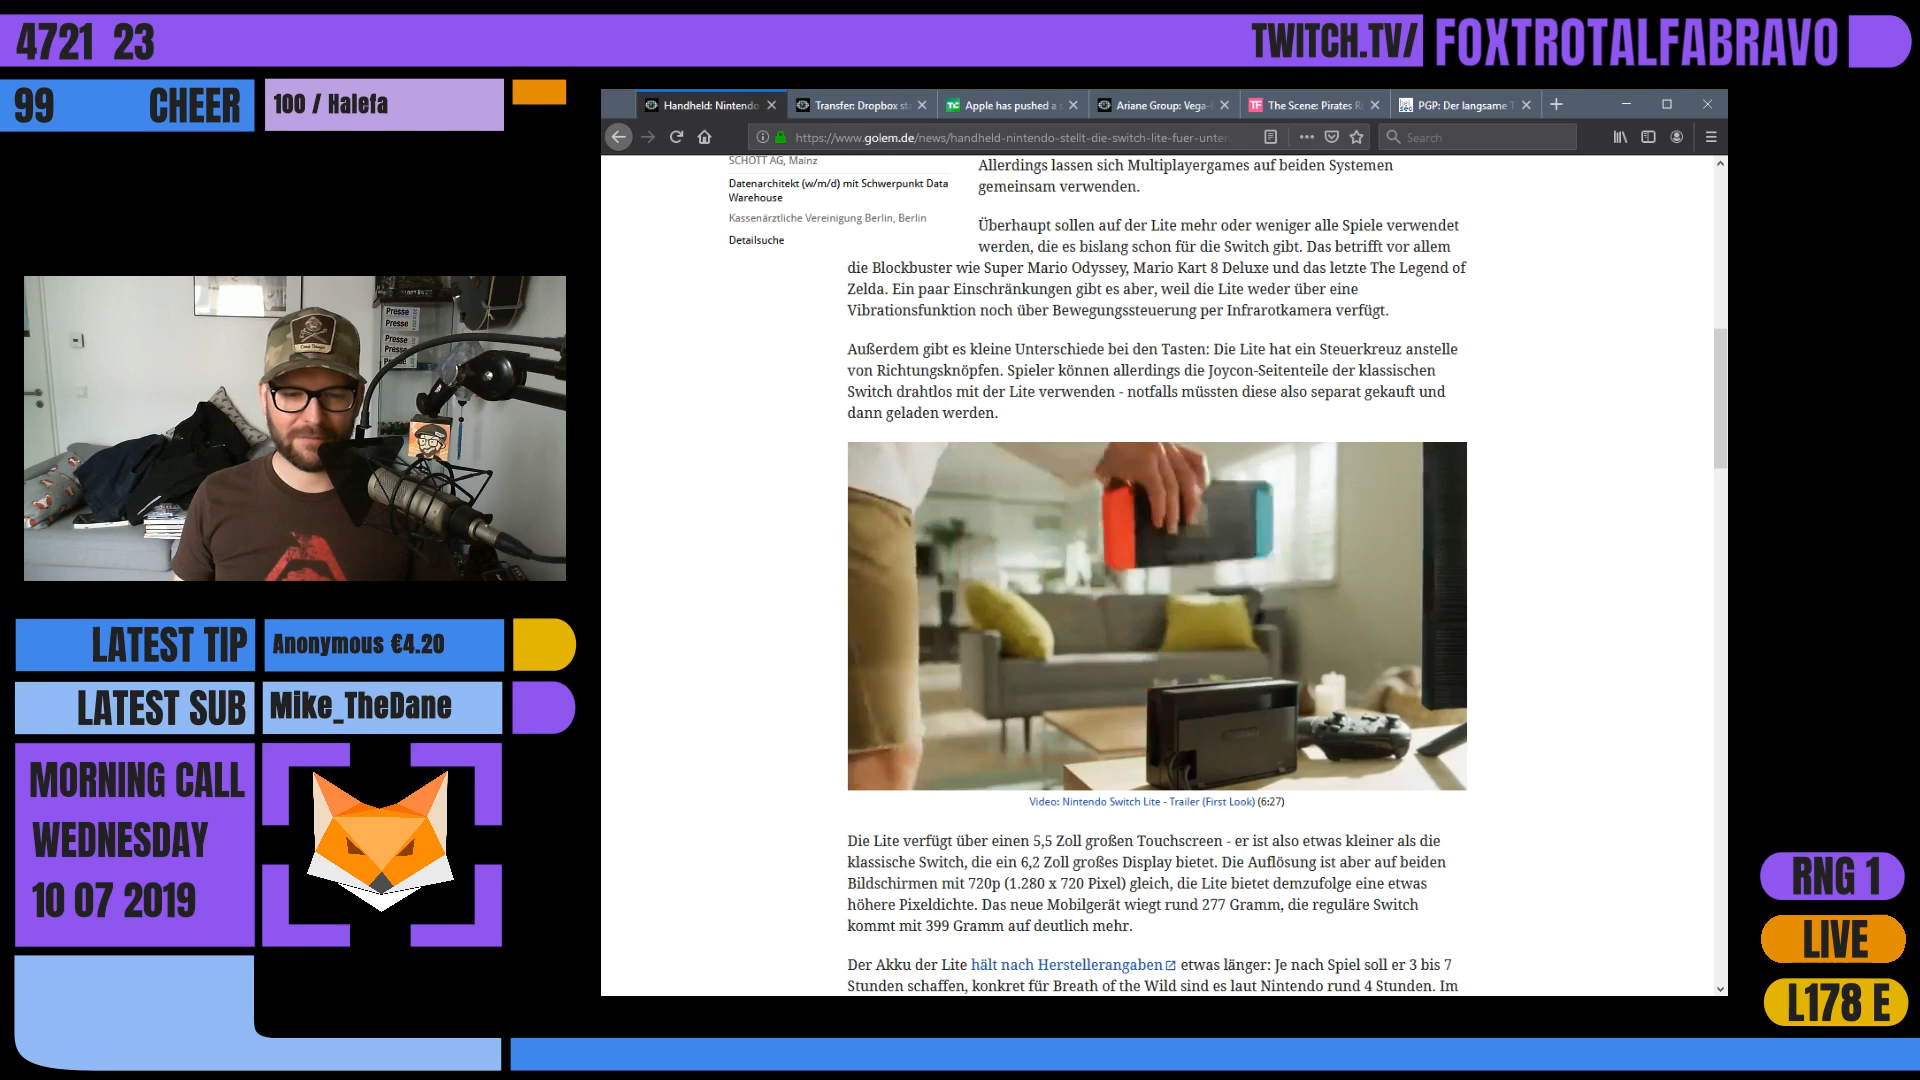 4721 23
TWITCH.TV/ FOXTROTALFABRAVO
99 CHEER
100 / Halefa
Handheld: Nintendo
Transfer: Dropbox st
Apple has pushed a s
Ariane Group: Vega-
The Scene: Pirates Ri
PGP: Der langsame T
https://www.golem.de/news/handheld-nintendo-stellt-die-switch-lite-fuer-unter
Search
SCHOTT AG, Mainz
Datenarchitekt (w/m/d) mit Schwerpunkt Data
Warehouse
Kassenärztliche Vereinigung Berlin, Berlin
Detailsuche
Allerdings lassen sich Multiplayergames auf beiden Systemen
gemeinsam verwenden.
Überhaupt sollen auf der Lite mehr oder weniger alle Spiele verwendet
werden, die es bislang schon für die Switch gibt. Das betrifft vor allem
die Blockbuster wie Super Mario Odyssey, Mario Kart 8 Deluxe und das letzte The Legend of
Zelda. Ein paar Einschränkungen gibt es aber, weil die Lite weder über eine
Vibrationsfunktion noch über Bewegungssteuerung per Infrarotkamera verfügt.
Außerdem gibt es kleine Unterschiede bei den Tasten: Die Lite hat ein Steuerkreuz anstelle
von Richtungsknöpfen. Spieler können allerdings die Joycon-Seitenteile der klassischen
Switch drahtlos mit der Lite verwenden - notfalls müssten diese also separat gekauft und
dann geladen werden.
Video: Nintendo Switch Lite - Trailer (First Look) (6:27)
Die Lite verfügt über einen 5,5 Zoll großen Touchscreen - er ist also etwas kleiner als die
klassische Switch, die ein 6,2 Zoll großes Display bietet. Die Auflösung ist aber auf beiden
Bildschirmen mit 720p (1.280 x 720 Pixel) gleich, die Lite bietet demzufolge eine etwas
höhere Pixeldichte. Das neue Mobilgerät wiegt rund 277 Gramm, die reguläre Switch
kommt mit 399 Gramm auf deutlich mehr.
Der Akku der Lite hält nach Herstellerangaben etwas länger: Je nach Spiel soll er 3 bis 7
Stunden schaffen, konkret für Breath of the Wild sind es laut Nintendo rund 4 Stunden. Im
Presse
Presse
Presse
Presse
LATEST TIP
Anonymous €4.20
LATEST SUB
Mike_TheDane
MORNING CALL
WEDNESDAY
10 07 2019
RNG 1
LIVE
L178 E